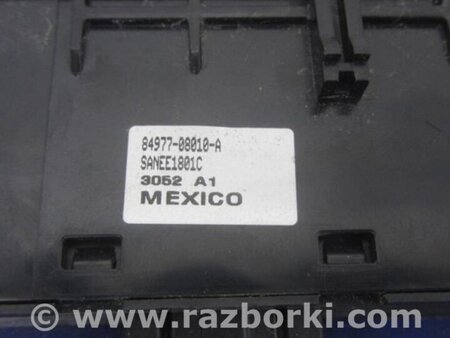 84977-08010-A
SANEE1801C
3052 A1
MEXICO
© www.razborki.com